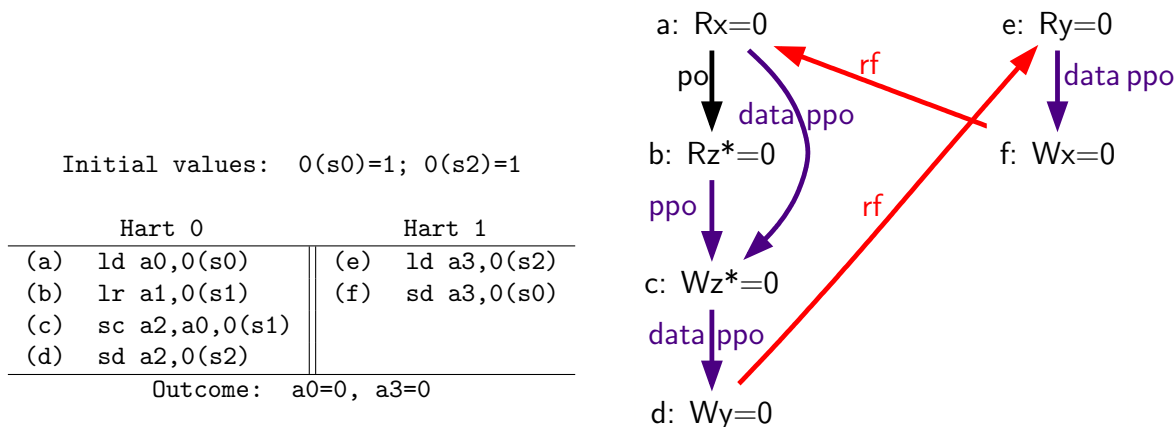 Initial values: 0(s0)=1; 0(s2)=1
Hart 0 Hart 1
(a) ld a0,0(s0) (e) ld a3,0(s2)
(b) lr a1,0(s1) (f) sd a3,0(s0)
(c) sc a2,a0,0(s1)
(d) sd a2,0(s2)
Outcome: a0=0, a3=0
a: Rx=0
e: Ry=0
po
rf
data ppo
data ppo
b: Rz*=0
f: Wx=0
ppo
rf
c: Wz*=0
data ppo
d: Wy=0